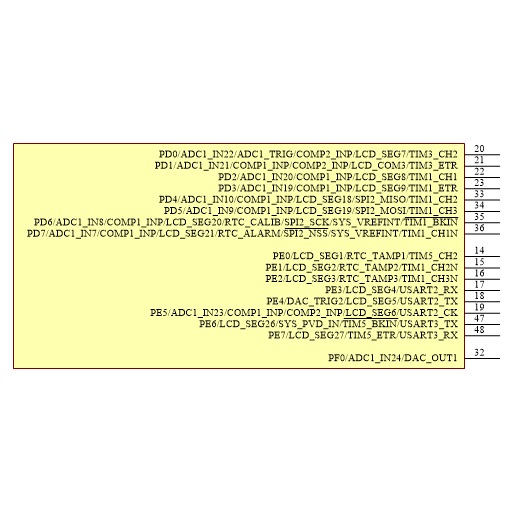 PD0/ADC1_IN22/ADC1_TRIG/COMP2_INP/LCD_SEG7/TIM3_CH2 20
PD1/ADC1_IN21/COMP1_INP/COMP2_INP/LCD_COM3/TIM3_ETR 21
PD2/ADC1_IN20/COMP1_INP/LCD_SEG8/TIM1_CH1 22
PD3/ADC1_IN19/COMP1_INP/LCD_SEG9/TIM1_ETR 23
PD4/ADC1_IN10/COMP1_INP/LCD_SEG18/SPI2_MISO/TIM1_CH2 33
PD5/ADC1_IN9/COMP1_INP/LCD_SEG19/SPI2_MOSI/TIM1_CH3 34
PD6/ADC1_IN8/COMP1_INP/LCD_SEG20/RTC_CALIB/SPI2_SCK/SYS_VREFINT/TIM1_BKIN 35
PD7/ADC1_IN7/COMP1_INP/LCD_SEG21/RTC_ALARM/SPI2_NSS/SYS_VREFINT/TIM1_CH1N 36
PE0/LCD_SEG1/RTC_TAMP1/TIM5_CH2 14
PE1/LCD_SEG2/RTC_TAMP2/TIM1_CH2N 15
PE2/LCD_SEG3/RTC_TAMP3/TIM1_CH3N 16
PE3/LCD_SEG4/USART2_RX 17
PE4/DAC_TRIG2/LCD_SEG5/USART2_TX 18
PE5/ADC1_IN23/COMP1_INP/COMP2_INP/LCD_SEG6/USART2_CK 19
PE6/LCD_SEG26/SYS_PVD_IN/TIM5_BKIN/USART3_TX 47
PE7/LCD_SEG27/TIM5_ETR/USART3_RX 48
PF0/ADC1_IN24/DAC_OUT1 32